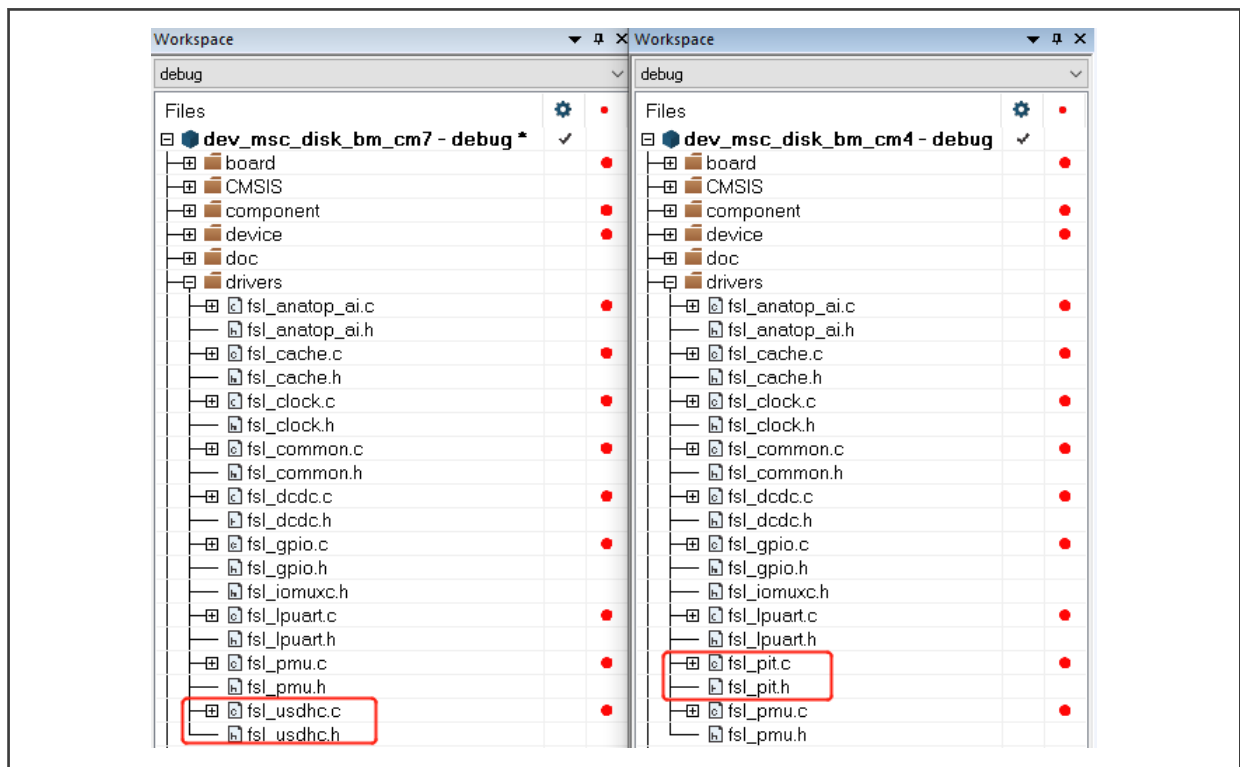 Workspace
debug
Files
dev_msc_disk_bm_cm7 - debug *
board
CMSIS
component
device
doc
drivers
fsl_anatop_ai.c
fsl_anatop_ai.h
fsl_cache.c
fsl_cache.h
fsl_clock.c
fsl_clock.h
fsl_common.c
fsl_common.h
fsl_dcdc.c
fsl_dcdc.h
fsl_gpio.c
fsl_gpio.h
fsl_iomuxc.h
fsl_lpuart.c
fsl_lpuart.h
fsl_pmu.c
fsl_pmu.h
fsl_usdhc.c
fsl_usdhc.h
Workspace
debug
Files
dev_msc_disk_bm_cm4 - debug
board
CMSIS
component
device
doc
drivers
fsl_anatop_ai.c
fsl_anatop_ai.h
fsl_cache.c
fsl_cache.h
fsl_clock.c
fsl_clock.h
fsl_common.c
fsl_common.h
fsl_dcdc.c
fsl_dcdc.h
fsl_gpio.c
fsl_gpio.h
fsl_iomuxc.h
fsl_lpuart.c
fsl_lpuart.h
fsl_pit.c
fsl_pit.h
fsl_pmu.c
fsl_pmu.h